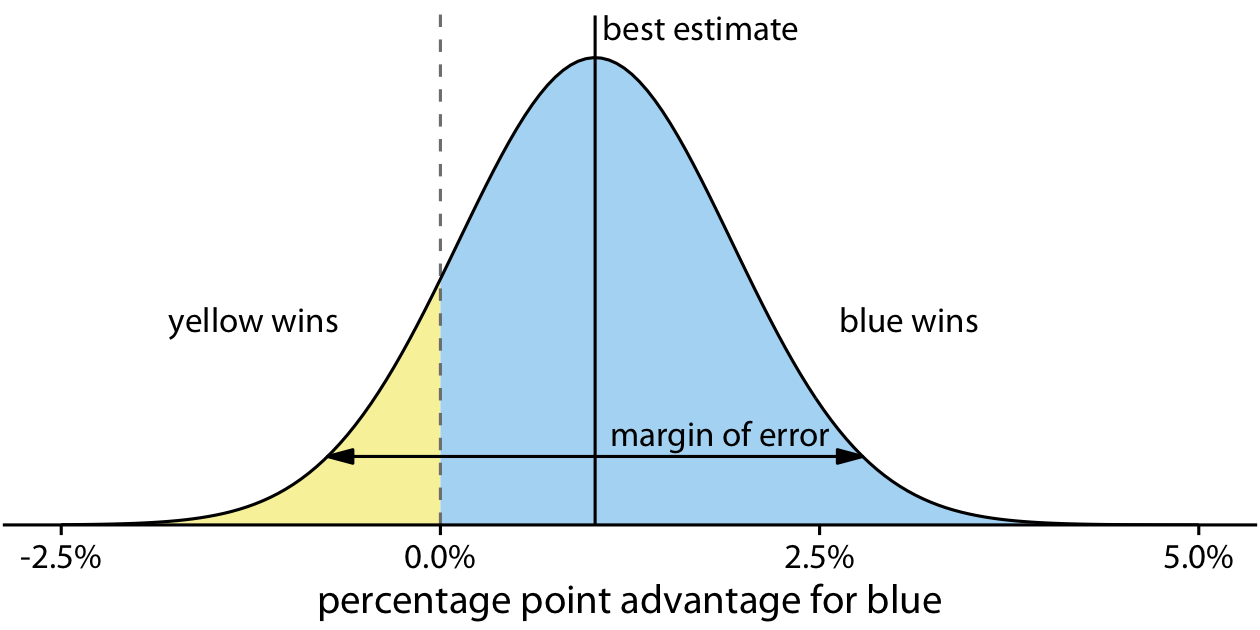 best estimate
yellow wins
blue wins
margin of error
-2.5%
0.0%
2.5%
5.0%
percentage point advantage for blue